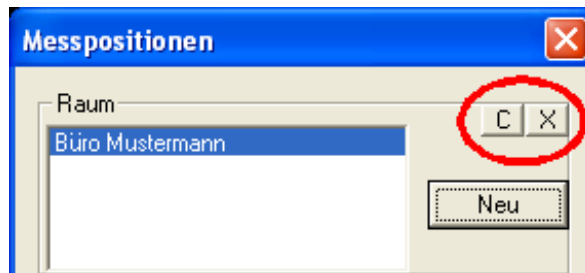 Messpositionen
Raum
C X
Büro Mustermann
Neu